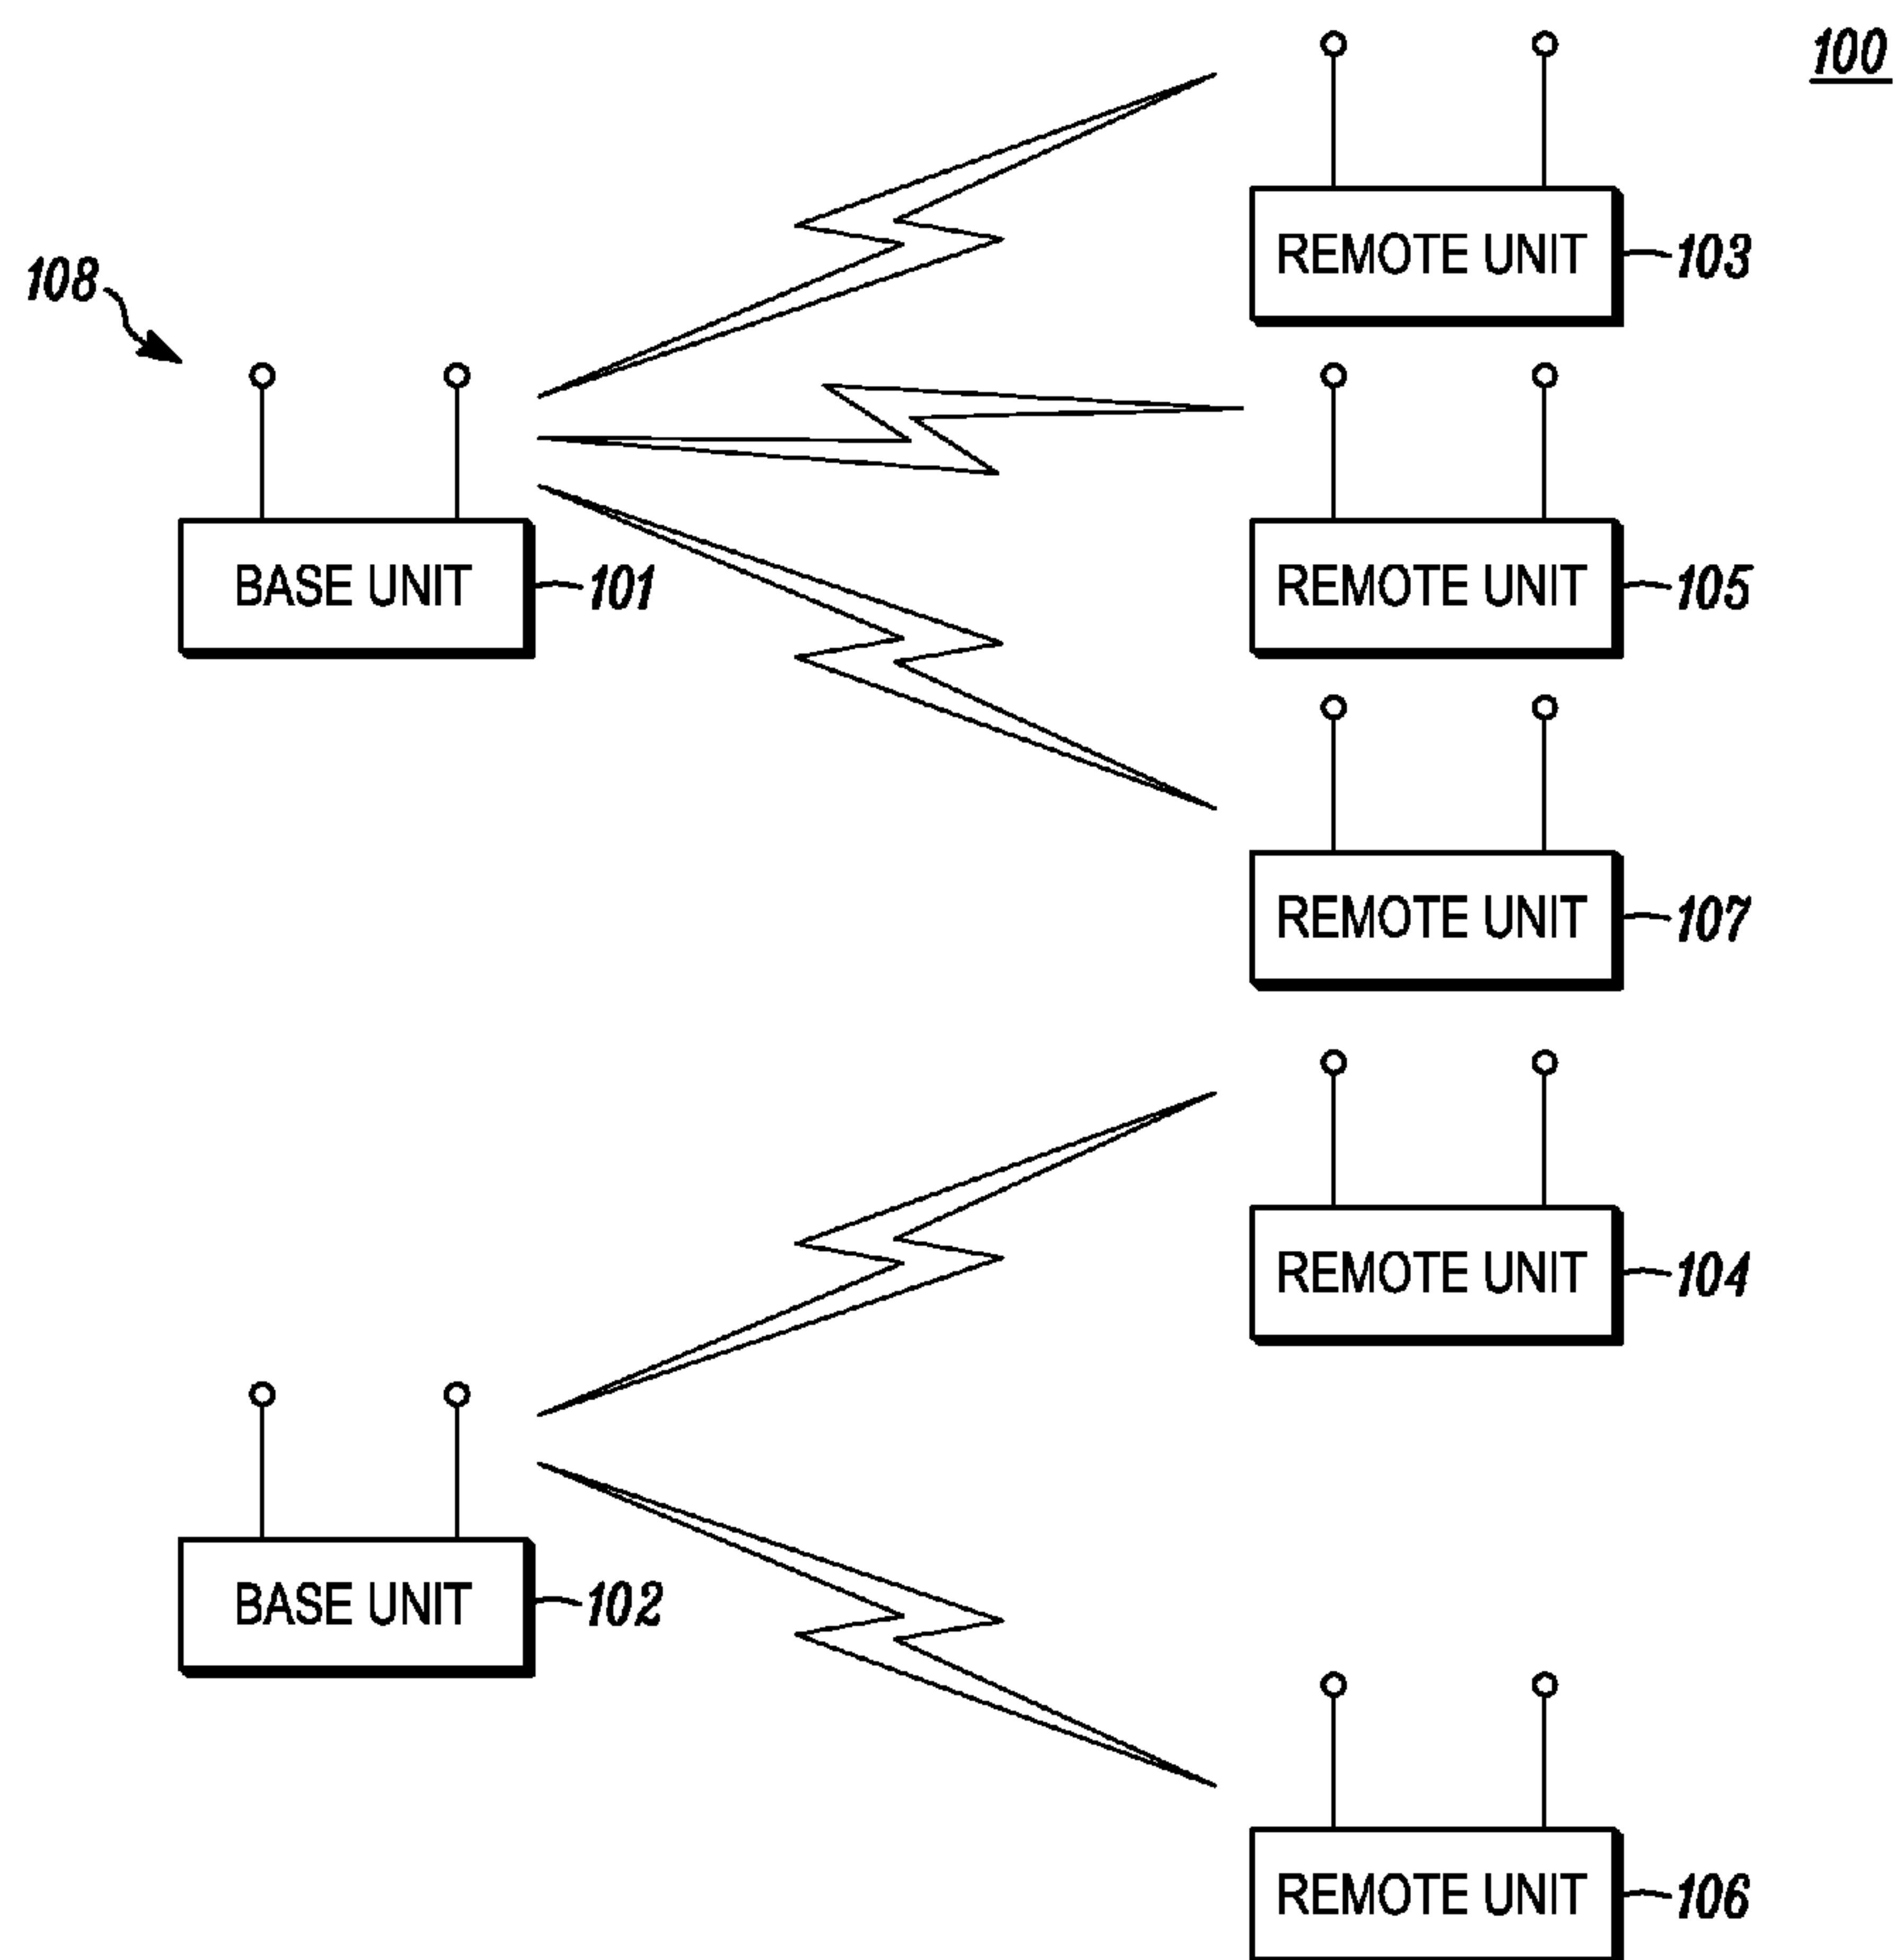 100
REMOTE UNIT 103
108
BASE UNIT 101
REMOTE UNIT 105
REMOTE UNIT 107
REMOTE UNIT 104
BASE UNIT 102
REMOTE UNIT 106